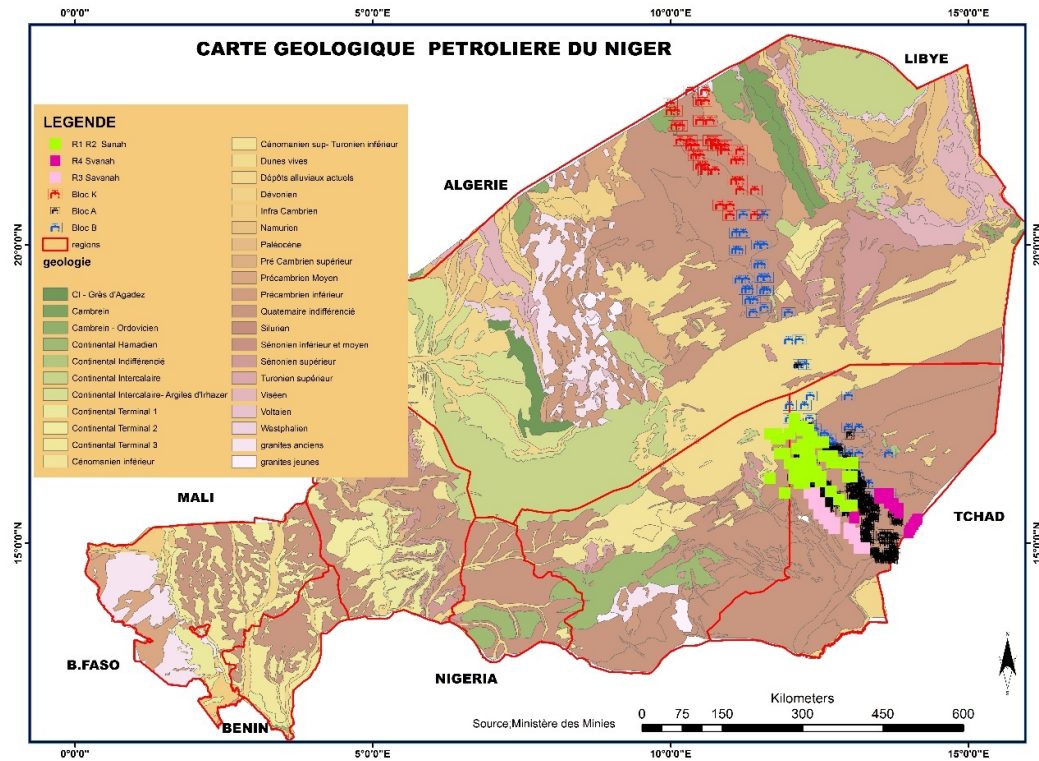 0°0'0"
5°0'0"E
10°0'0"E
15°0'0"E
CARTE GEOLOGIQUE PETROLIERE DU NIGER
LIBYE
ALGERIE
MALI
B.FASO
BENIN
NIGERIA
TCHAD
20°0'0"N
15°0'0"N
20°0'0"N
15°0'0"N
LEGENDE
R1 R2 Sanah
R4 Svanah
R3 Savanah
Bloc K
Bloc A
Bloc B
regions
geologie
CI - Grès d'Agadez
Cambrein
Cambrein - Ordovicien
Continental Hamadien
Continental Indifférencié
Continental Intercalaire
Continental Intercalaire- Argiles d'Irhazer
Continental Terminal 1
Continental Terminal 2
Continental Terminal 3
Cénomanien inférieur
Cénomanien sup- Turonien inférieur
Dunes vives
Dépôts alluviaux actuels
Dévonien
Infra Cambrien
Namurien
Paléocène
Pré Cambrien supérieur
Précambrien Moyen
Precambrien inférieur
Quaternaire indifférencié
Silurien
Sénonien inférieur et moyen
Sénonien supérieur
Turonien supérieur
Viséen
Voltaien
Westphalien
granites anciens
granites jeunes
N
Kilometers
0 75 150 300 450 600
Source;Ministère des Minies
0°0'0"E
5°0'0"E
10°0'0"E
15°0'0"E